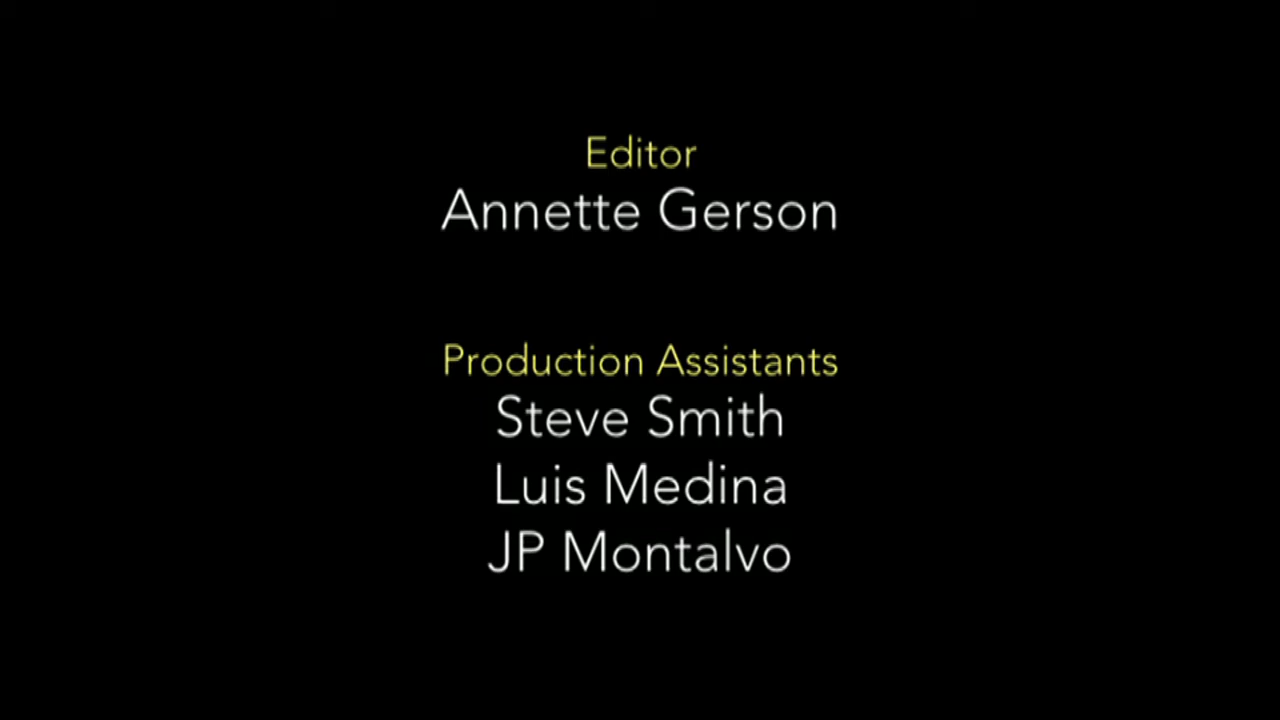 Editor
Annette Gerson
Production Assistants
Steve Smith
Luis Medina
JP Montalvo